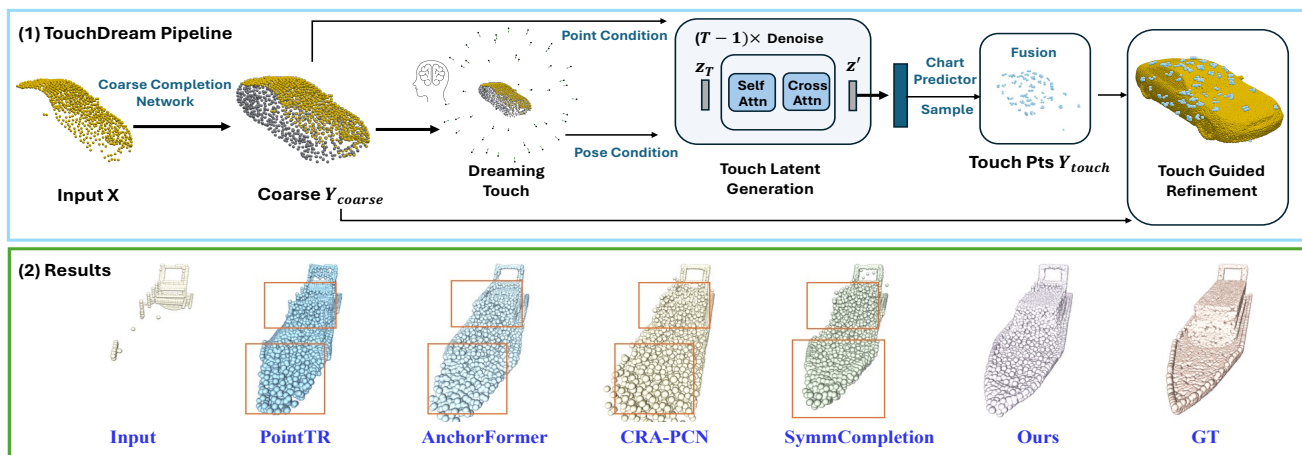 (1) TouchDream Pipeline
Coarse Completion
Network
Input X
Coarse Y_coarse
Dreaming
Touch
Point Condition
Pose Condition
(T − 1)× Denoise
z_T
Self
Attn
Cross
Attn
z′
Touch Latent
Generation
Chart
Predictor
Sample
Fusion
Touch Pts Y_touch
Touch Guided
Refinement
(2) Results
Input
PointTR
AnchorFormer
CRA-PCN
SymmCompletion
Ours
GT